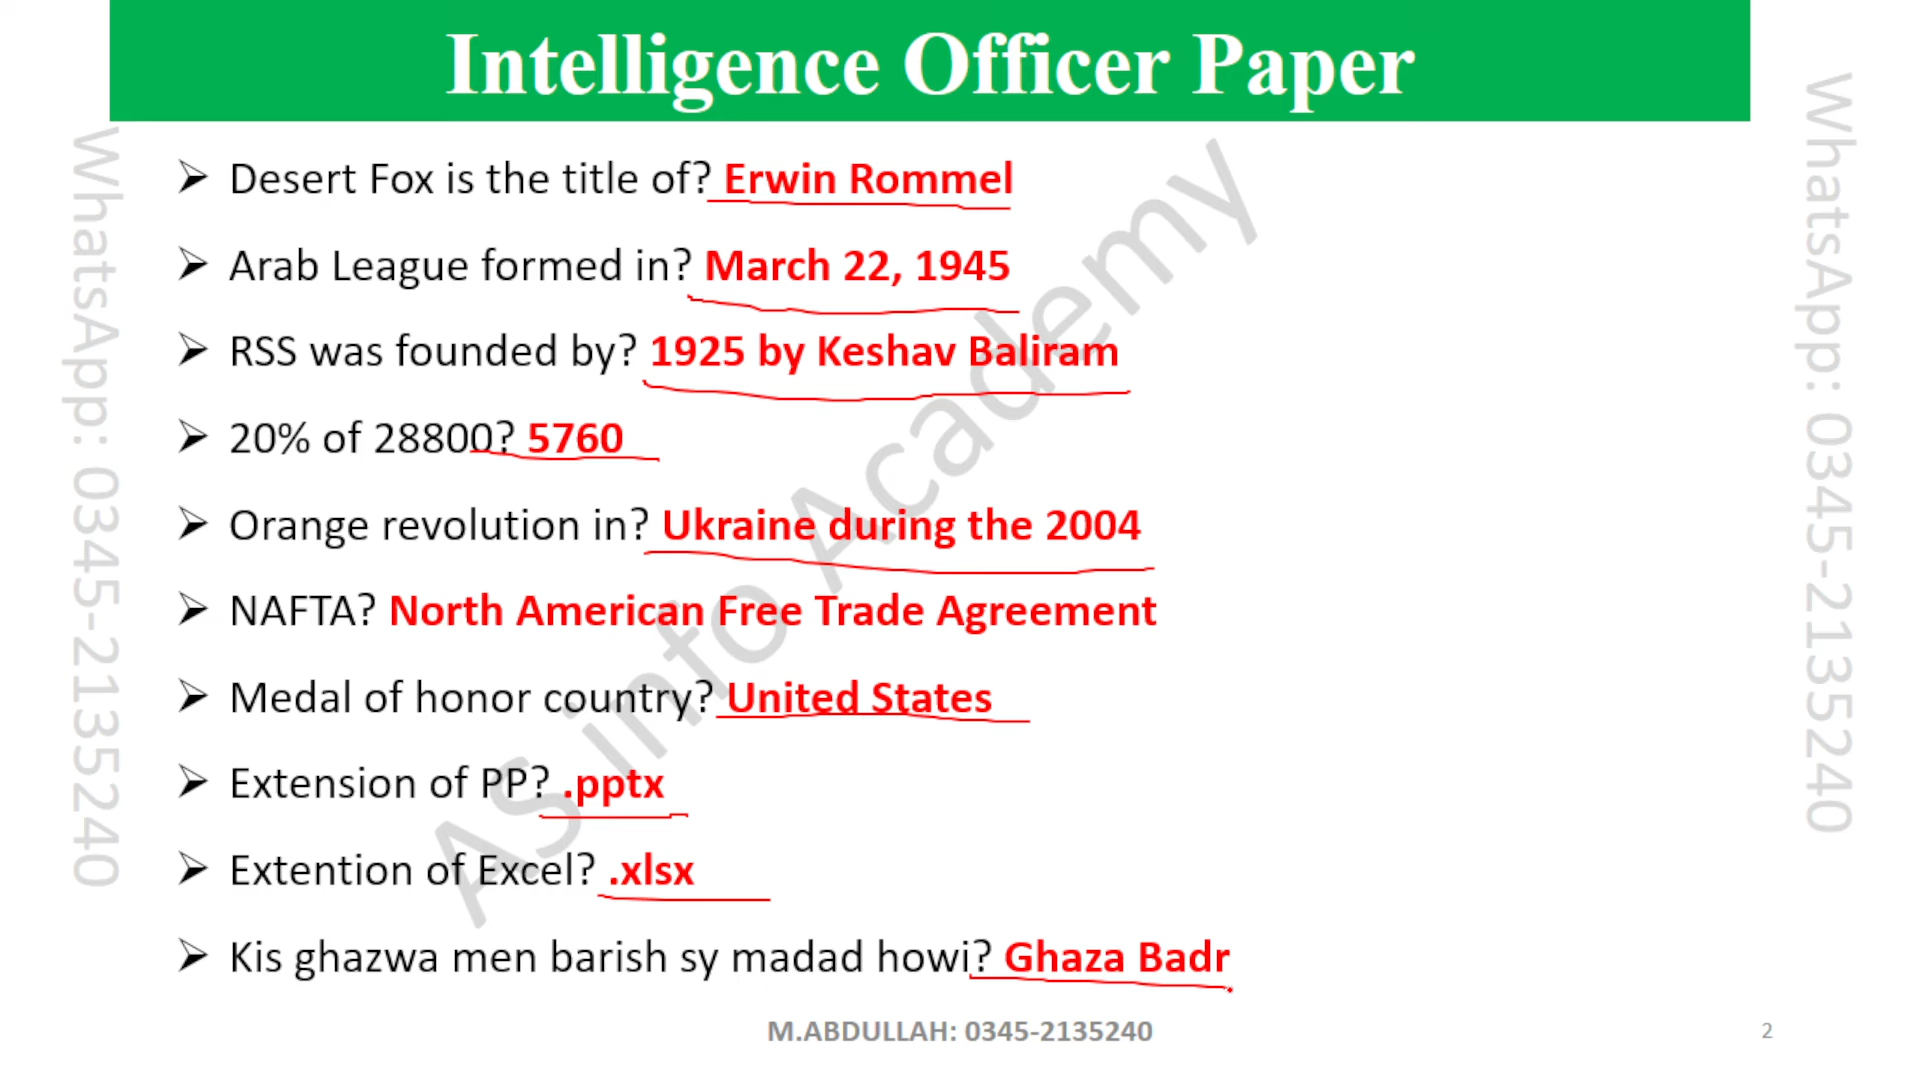 Intelligence Officer Paper
➢ Desert Fox is the title of? Erwin Rommel
➢ Arab League formed in? March 22, 1945
➢ RSS was founded by? 1925 by Keshav Baliram
➢ 20% of 28800? 5760
➢ Orange revolution in? Ukraine during the 2004
➢ NAFTA? North American Free Trade Agreement
➢ Medal of honor country? United States
➢ Extension of PP? .pptx
➢ Extention of Excel? .xlsx
➢ Kis ghazwa men barish sy madad howi? Ghaza Badr
M.ABDULLAH: 0345-2135240
2
WhatsApp: 0345-2135240
WhatsApp: 0345-2135240
AS info Academy